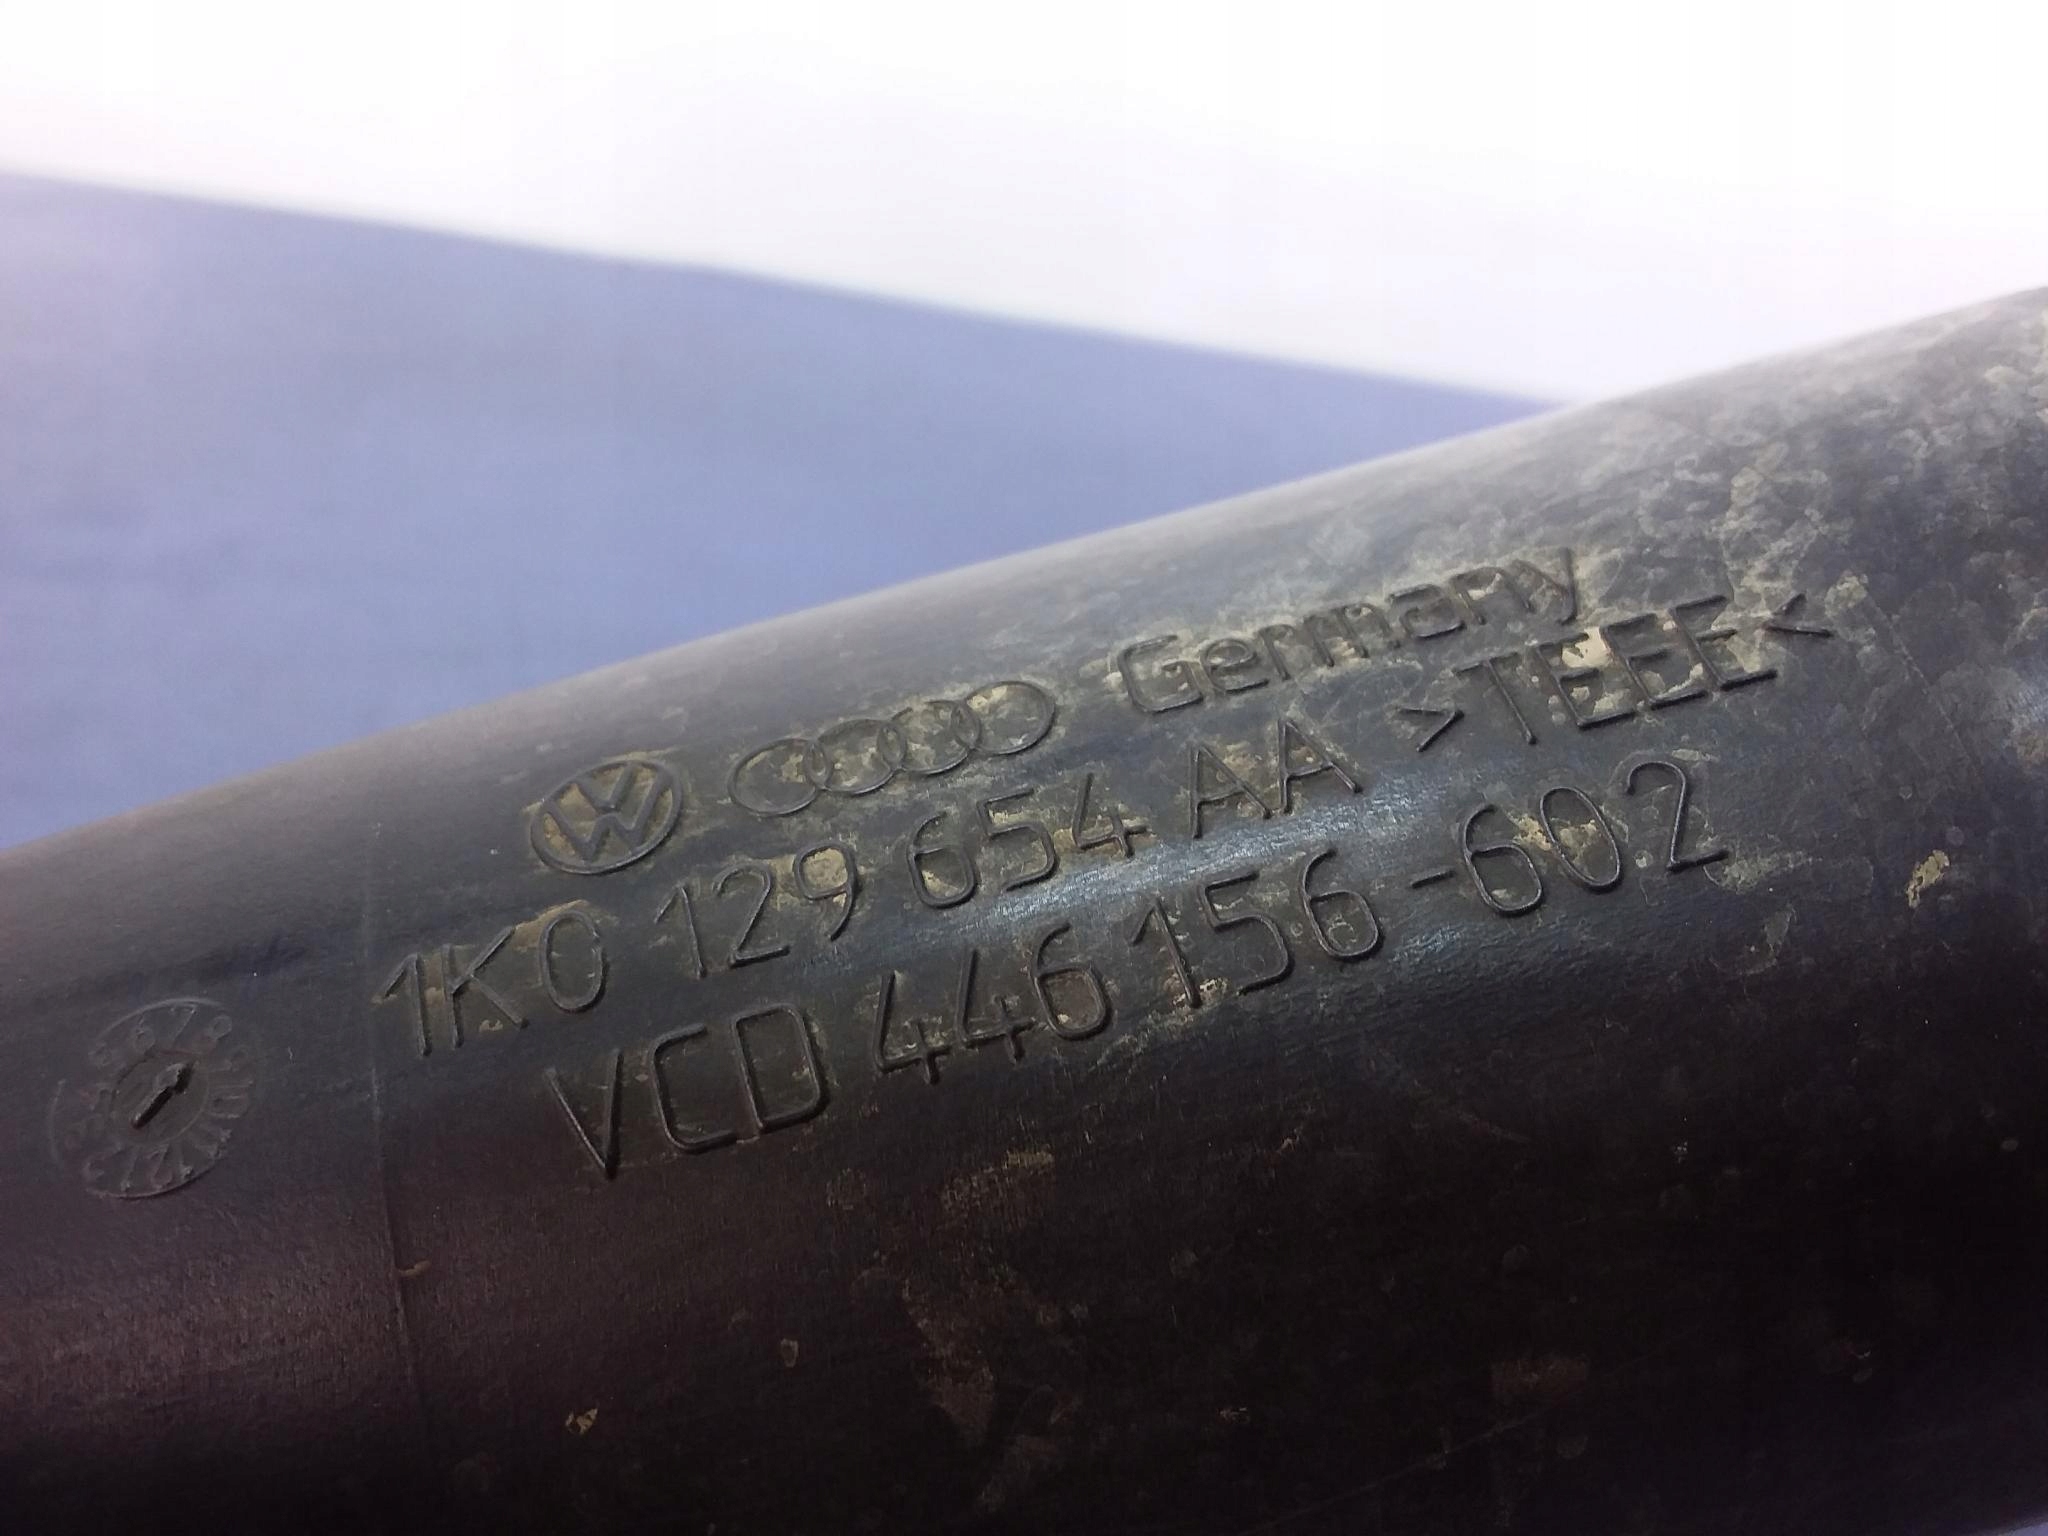 Germany
1K0 129 654 AA >TEEE<
VCD 446 156 -602